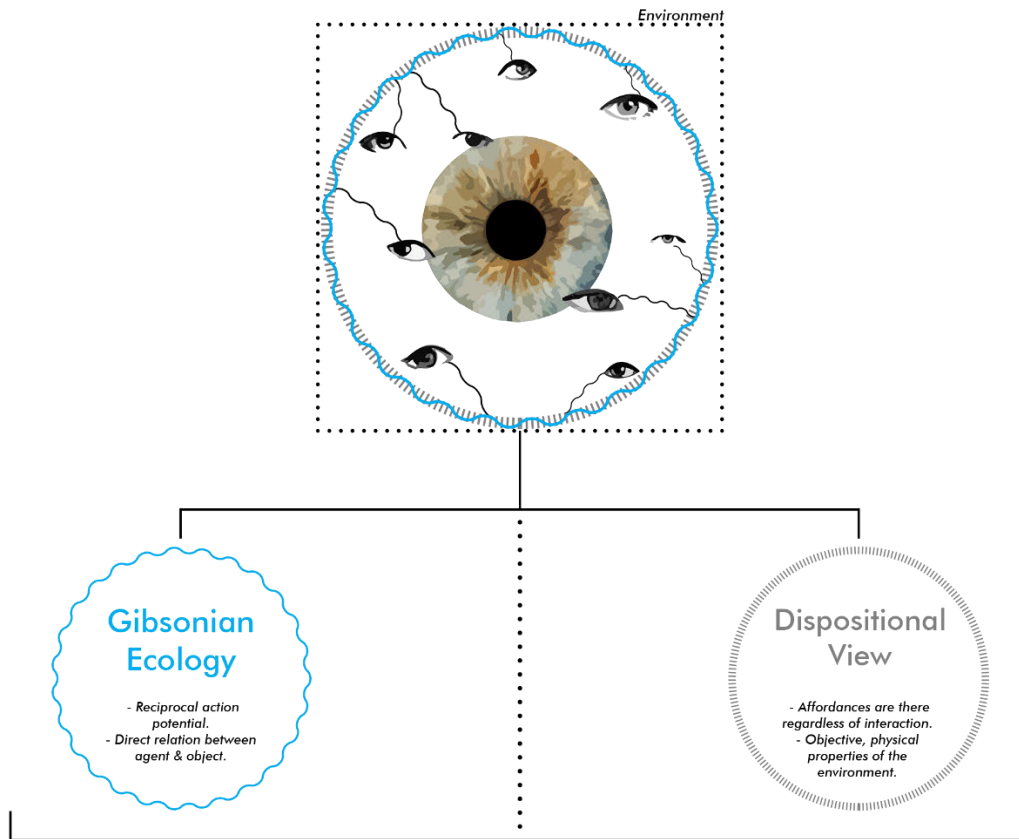 Environment
Gibsonian
Ecology
- Reciprocal action
potential.
- Direct relation between
agent & object.
Dispositional
View
- Affordances are there
regardless of interaction.
- Objective, physical
properties of the
environment.